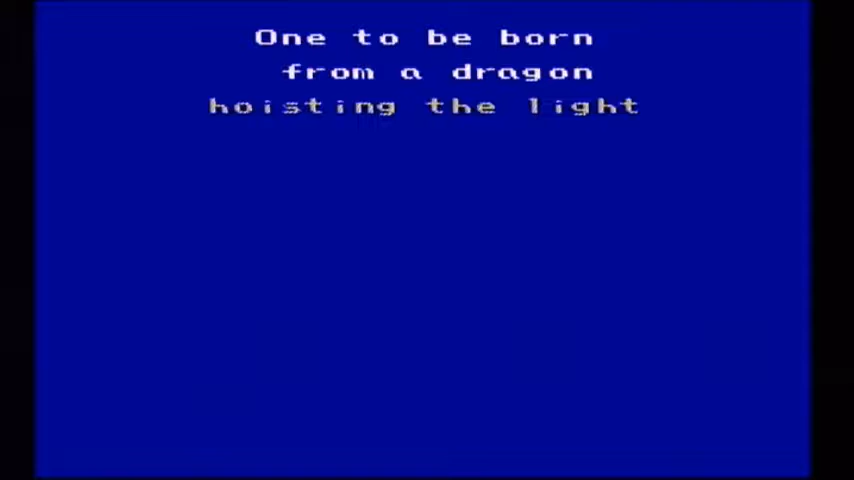 One to be born
from a dragon
hoisting the light